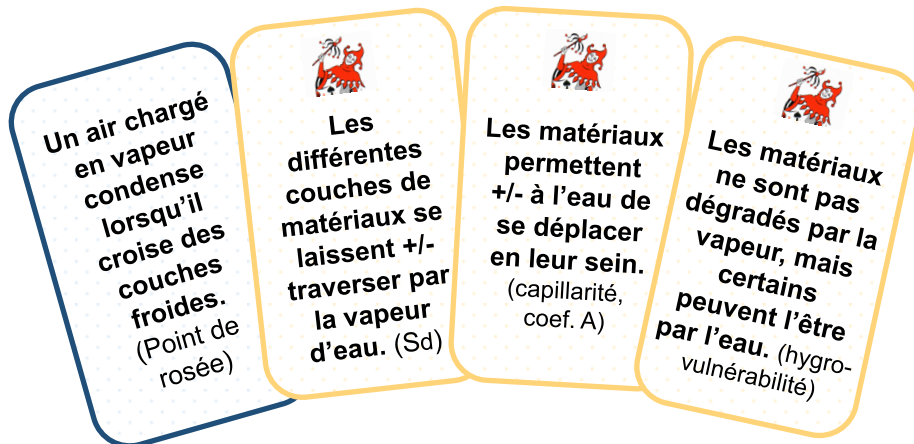 Un air chargé
en vapeur
condense
lorsqu'il
croise des
couches
froides.
(Point de
rosée)
Les
différentes
couches de
matériaux se
laissent +/-
traverser par
la vapeur
d'eau. (Sd)
Les matériaux
permettent
+/- à l'eau de
se déplacer
en leur sein.
(capillarité,
coef. A)
Les matériaux
ne sont pas
dégradés par la
vapeur, mais
certains
peuvent l'être
par l'eau. (hygro-
vulnérabilité)